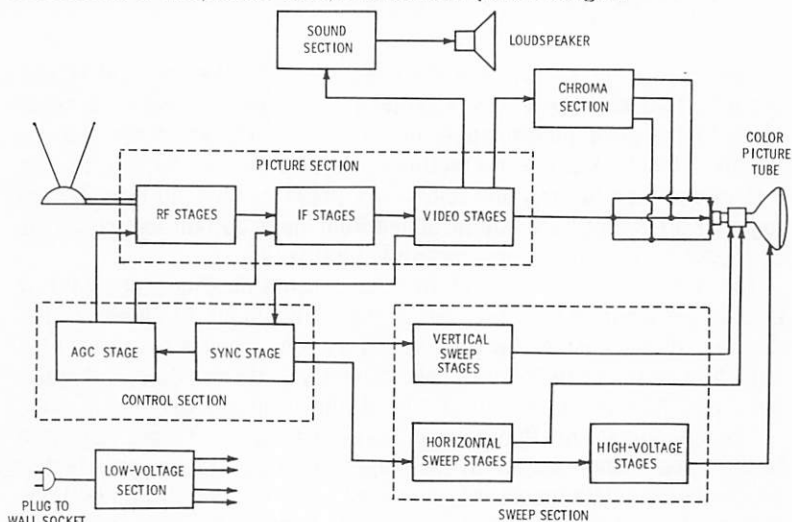 SOUND
SECTION
LOUDSPEAKER
CHROMA
SECTION
COLOR
PICTURE
TUBE
PICTURE SECTION
RF STAGES
IF STAGES
VIDEO STAGES
AGC STAGE
SYNC STAGE
CONTROL SECTION
VERTICAL
SWEEP
STAGES
HORIZONTAL
SWEEP STAGES
HIGH-VOLTAGE
STAGES
SWEEP SECTION
LOW-VOLTAGE
SECTION
PLUG TO
WALL SOCKET